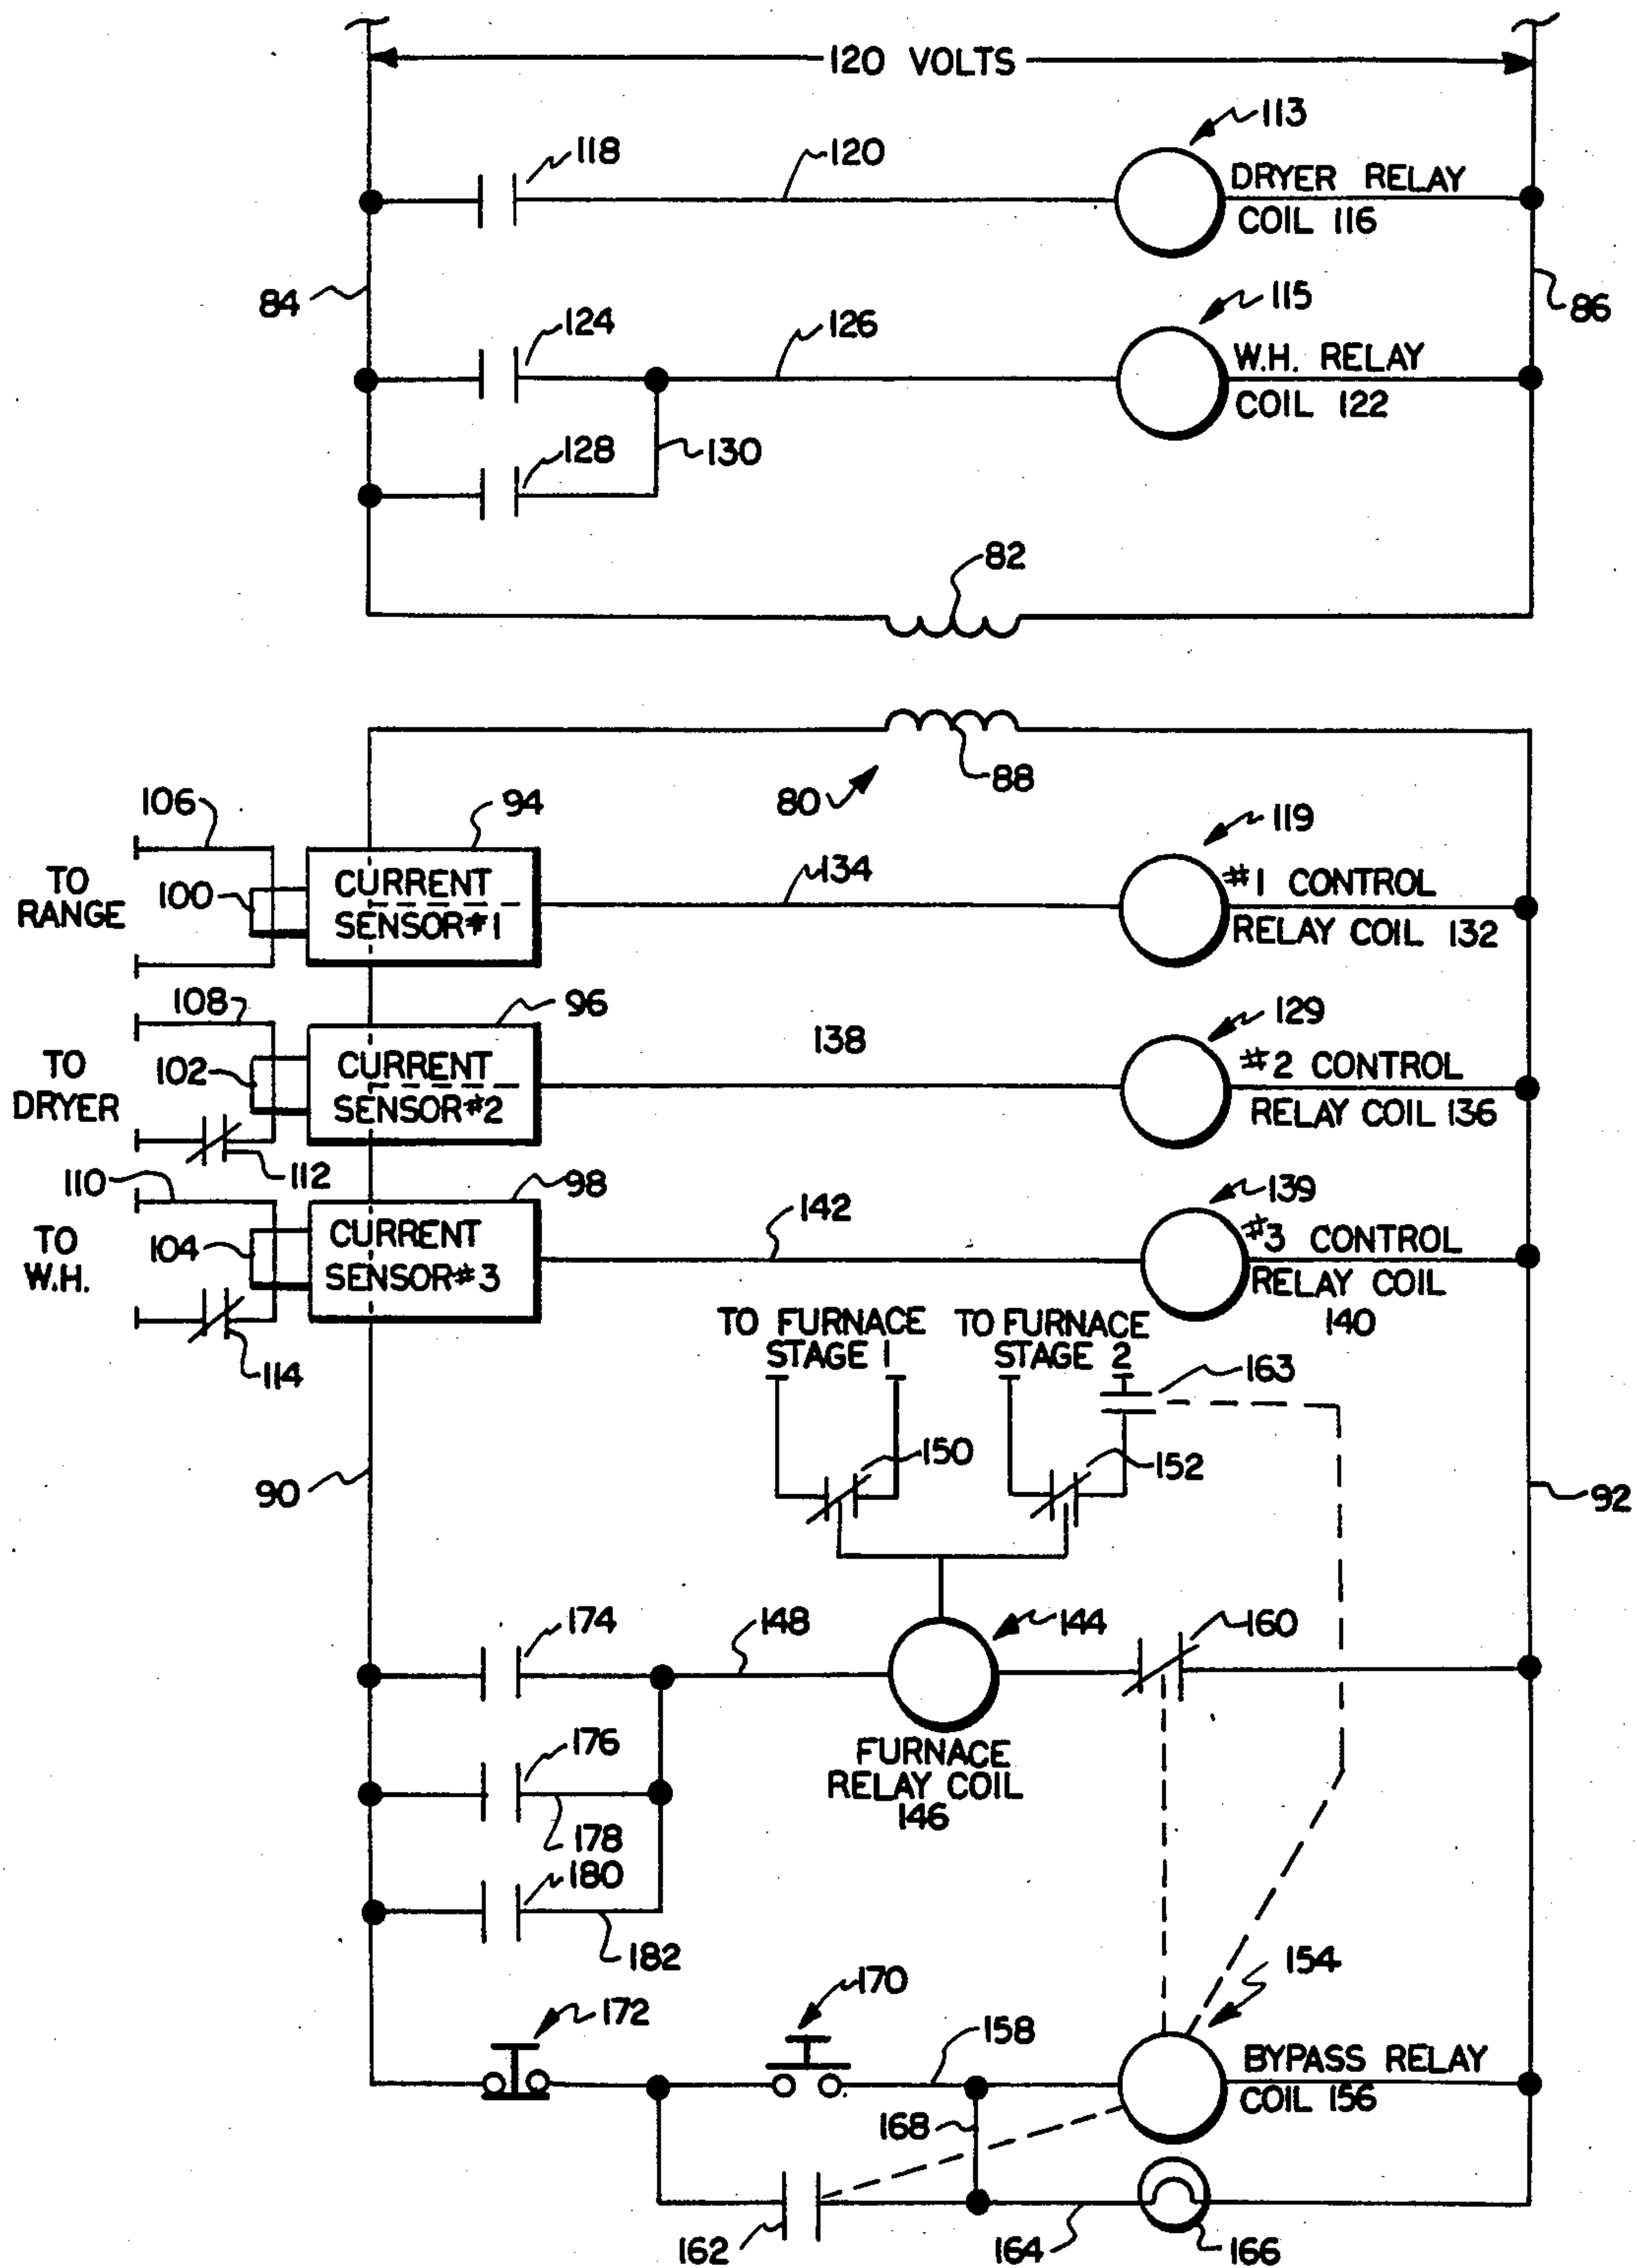 120 VOLTS
113
118
120
DRYER RELAY
COIL 116
84
86
115
124
126
W.H. RELAY
COIL 122
128
130
82
88
80
106
94
119
TO
RANGE
100
CURRENT
SENSOR#1
134
#1 CONTROL
RELAY COIL 132
108
96
129
138
TO
DRYER
102
CURRENT
SENSOR#2
#2 CONTROL
RELAY COIL 136
112
110
98
139
TO
W.H.
104
CURRENT
SENSOR#3
142
#3 CONTROL
RELAY COIL
140
114
TO FURNACE
STAGE 1
TO FURNACE
STAGE 2
163
150
152
90
92
174
148
144
160
176
FURNACE
RELAY COIL
146
178
180
182
154
172
170
158
BYPASS RELAY
COIL 156
168
162
164
166